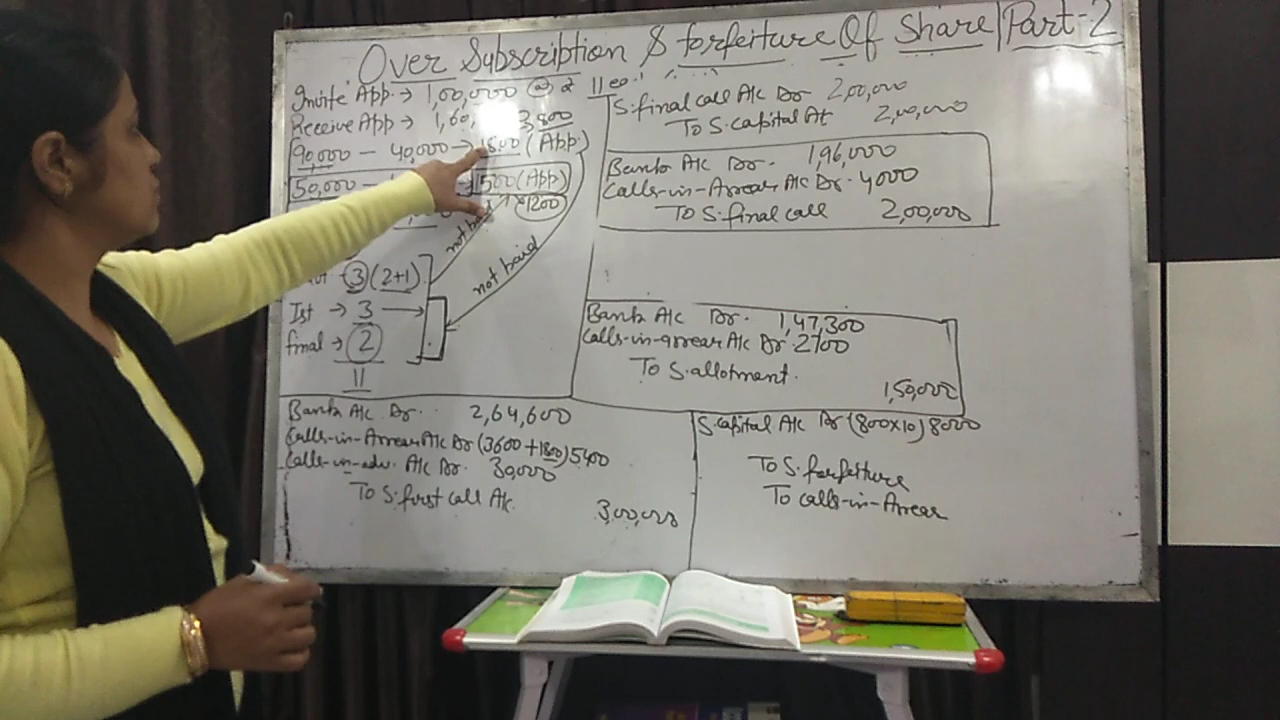 Over Subscription & forfeiture Of Share | Part-2
Invite App → 1,00,000 @ ₹ 11 each
Receive App → 1,60, 3,800
90,000 – 40,000 → 1800 (App)
50,000 – 1500 (App)
1200
not paid
not paid
3 (2+1)
Ist → 3
final → 2
11
S. final call A/c Dr 2,00,000
To S. capital A/c 2,00,000
Bank A/c Dr. 1,96,000
Calls-in-Arrear A/c Dr. 4000
To S. final call 2,00,000
Bank A/c Dr. 1,47,300
Calls-in-arrear A/c Dr 2700
To S. allotment. 1,50,000
Bank A/c Dr. 2,64,600
Calls-in-Arrear A/c Dr (3600 + 1800) 5400
Calls-in-adv. A/c Dr. 30,000
To S. first call A/c. 3,00,000
S. capital A/c Dr (800x10) 8000
To S. forfeiture
To calls-in-Arrear